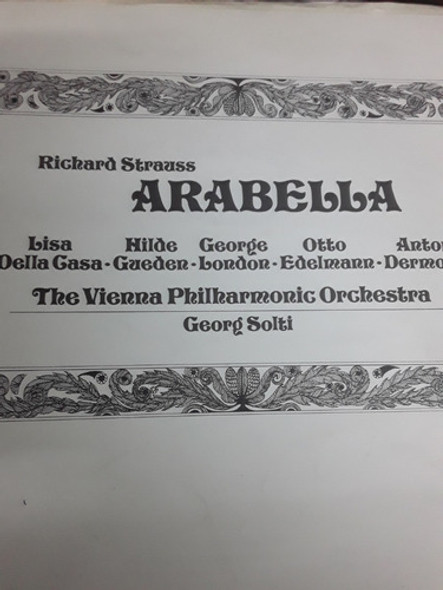 Richard Strauss
ARABELLA
Lisa Hilde George Otto
Della Casa · Gueden · London · Edelmann ·
The Vienna Philharmonic Orchestra
Georg Solti